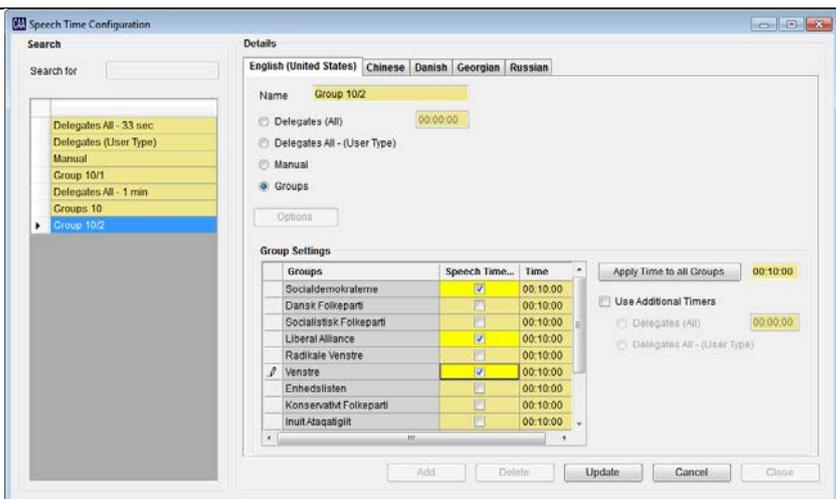 CAA Speech Time Configuration
Search
Search for
Delegates All - 33 sec
Delegates (User Type)
Manual
Group 10/1
Delegates All - 1 min
Groups 10
Group 10/2
Details
English (United States) Chinese Danish Georgian Russian
Name Group 10/2
Delegates (All) 00:00:00
Delegates All - (User Type)
Manual
Groups
Options
Group Settings
Groups Speech Time... Time
Socialdemokraterne 00:10:00
Dansk Folkeparti 00:10:00
Socialistisk Folkeparti 00:10:00
Liberal Alliance 00:10:00
Radikale Venstre 00:10:00
Venstre 00:10:00
Enhedslisten 00:10:00
Konservativt Folkeparti 00:10:00
Inuit Ataqatigiit 00:10:00
Apply Time to all Groups 00:10:00
Use Additional Timers
Delegates (All) 00:00:00
Delegates All - (User Type)
Add Delete Update Cancel Close